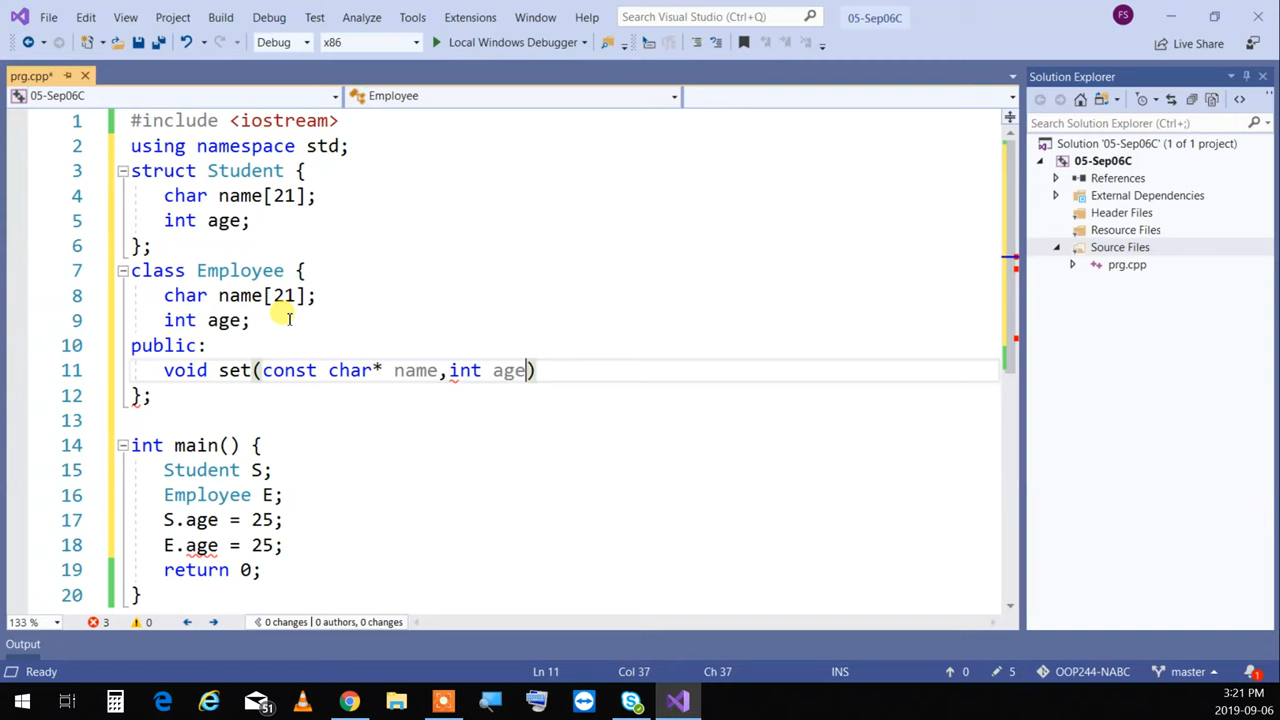 File Edit View Project Build Debug Test Analyze Tools Extensions Window Help Search Visual Studio (Ctrl+Q) 05-Sep06C FS
Debug x86 Local Windows Debugger Live Share
prg.cpp* Solution Explorer
05-Sep06C Employee
Search Solution Explorer (Ctrl+;)
Solution '05-Sep06C' (1 of 1 project)
05-Sep06C
References
External Dependencies
Header Files
Resource Files
Source Files
prg.cpp
1 #include <iostream>
2 using namespace std;
3 struct Student {
4 char name[21];
5 int age;
6 };
7 class Employee {
8 char name[21];
9 int age;
10 public:
11 void set(const char* name,int age)
12 };
13
14 int main() {
15 Student S;
16 Employee E;
17 S.age = 25;
18 E.age = 25;
19 return 0;
20 }
133 % 3 0 0 changes | 0 authors, 0 changes
Output
Ready Ln 11 Col 37 Ch 37 INS 0 5 OOP244-NABC master 1
51 3:21 PM
2019-09-06